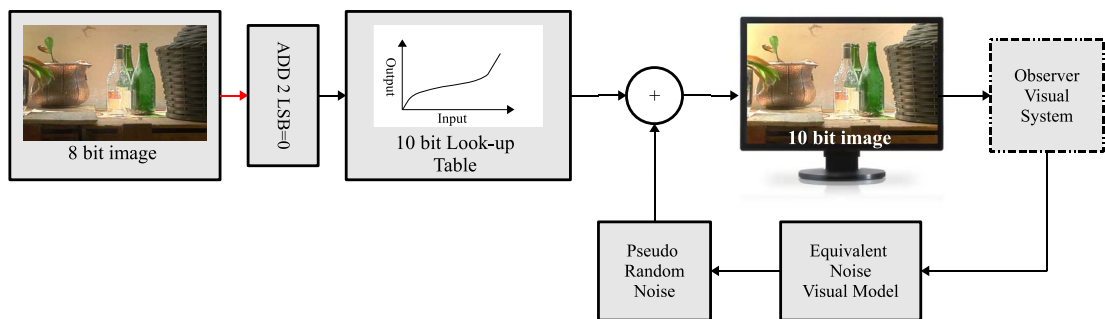 8 bit image
ADD 2 LSB=0
Output
Input
10 bit Look-up
Table
+
10 bit image
Observer
Visual
System
Pseudo
Random
Noise
Equivalent
Noise
Visual Model